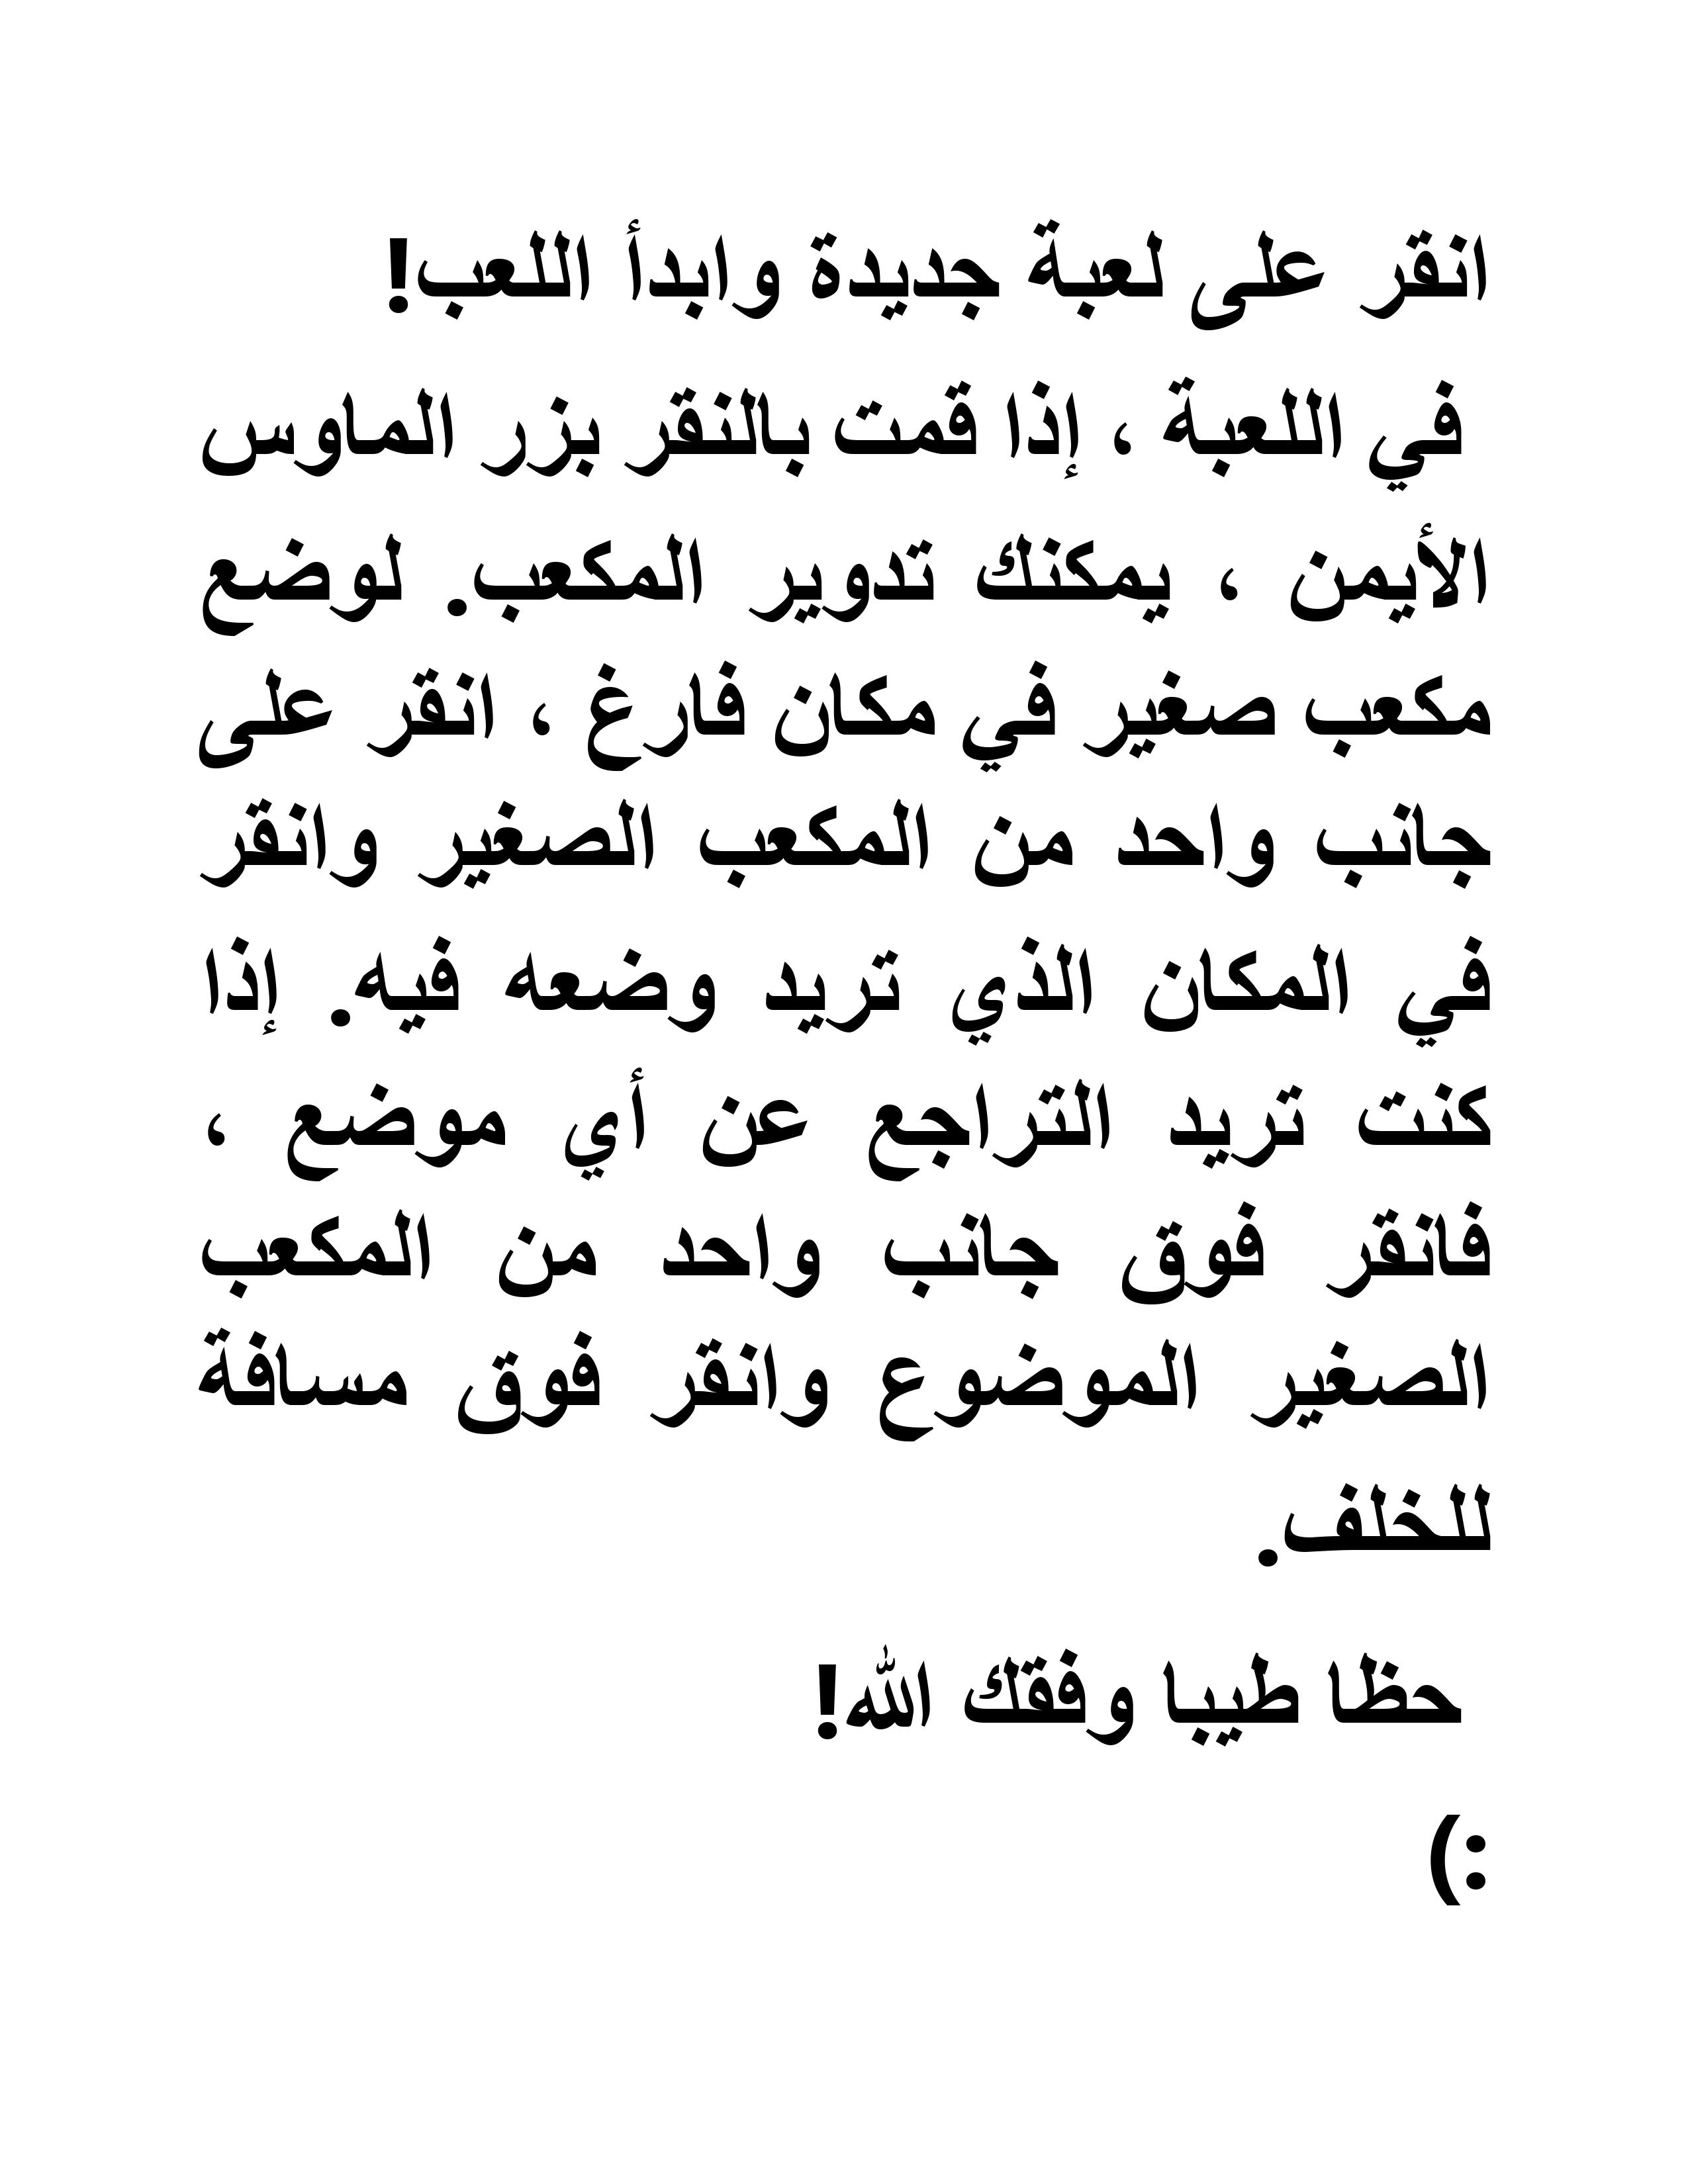 انقر على لعبة جديدة وابدأ اللعب!
في اللعبة ، إذا قمت بالنقر بزر الماوس
الأيمن ، يمكنك تدوير المكعب. لوضع
مكعب صغير في مكان فارغ ، انقر على
جانب واحد من المكعب الصغير وانقر
في المكان الذي تريد وضعه فيه. إذا
كنت تريد التراجع عن أي موضع ،
فانقر فوق جانب واحد من المكعب
الصغير الموضوع وانقر فوق مسافة
للخلف.
حظا طيبا وفقك الله!
:)